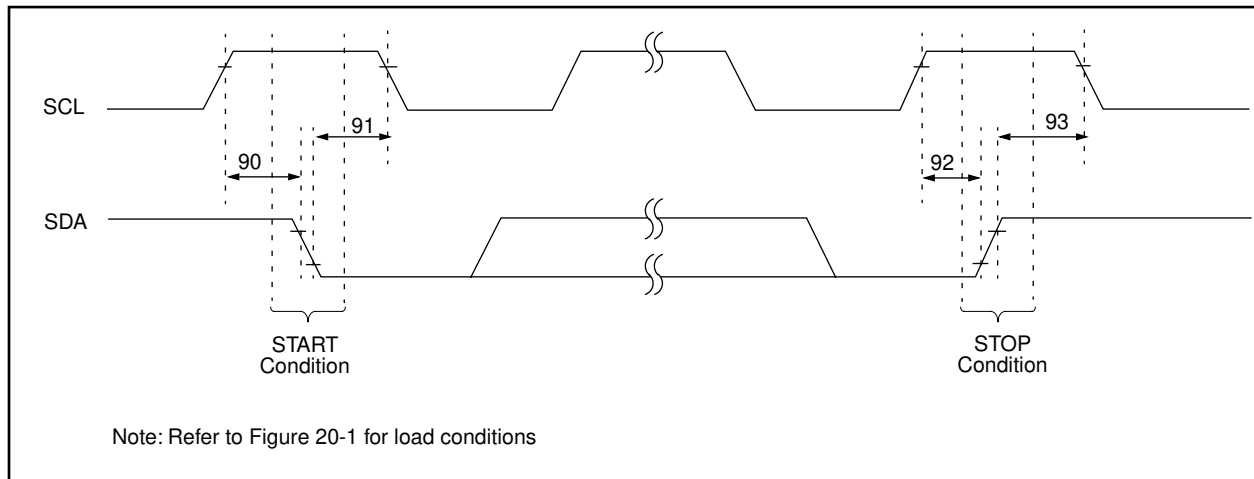 SCL
91
93
90
92
SDA
START
Condition
STOP
Condition
Note: Refer to Figure 20-1 for load conditions